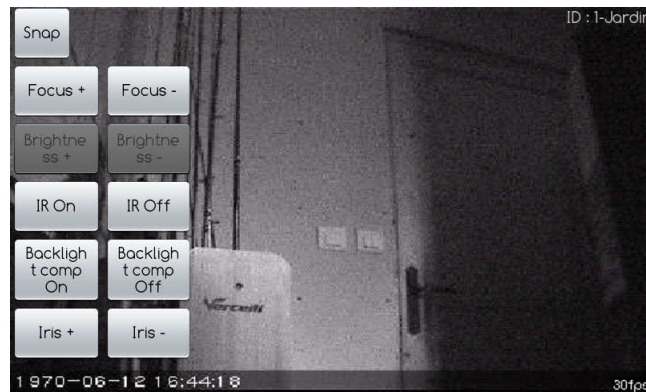 Snap
ID : 1-Jardin
Focus +
Focus -
Brightne
ss +
Brightne
ss -
IR On
IR Off
Backligh
t comp
On
Backligh
t comp
Off
Vercelli
Iris +
Iris -
1970-06-12 16:44:18
30fps